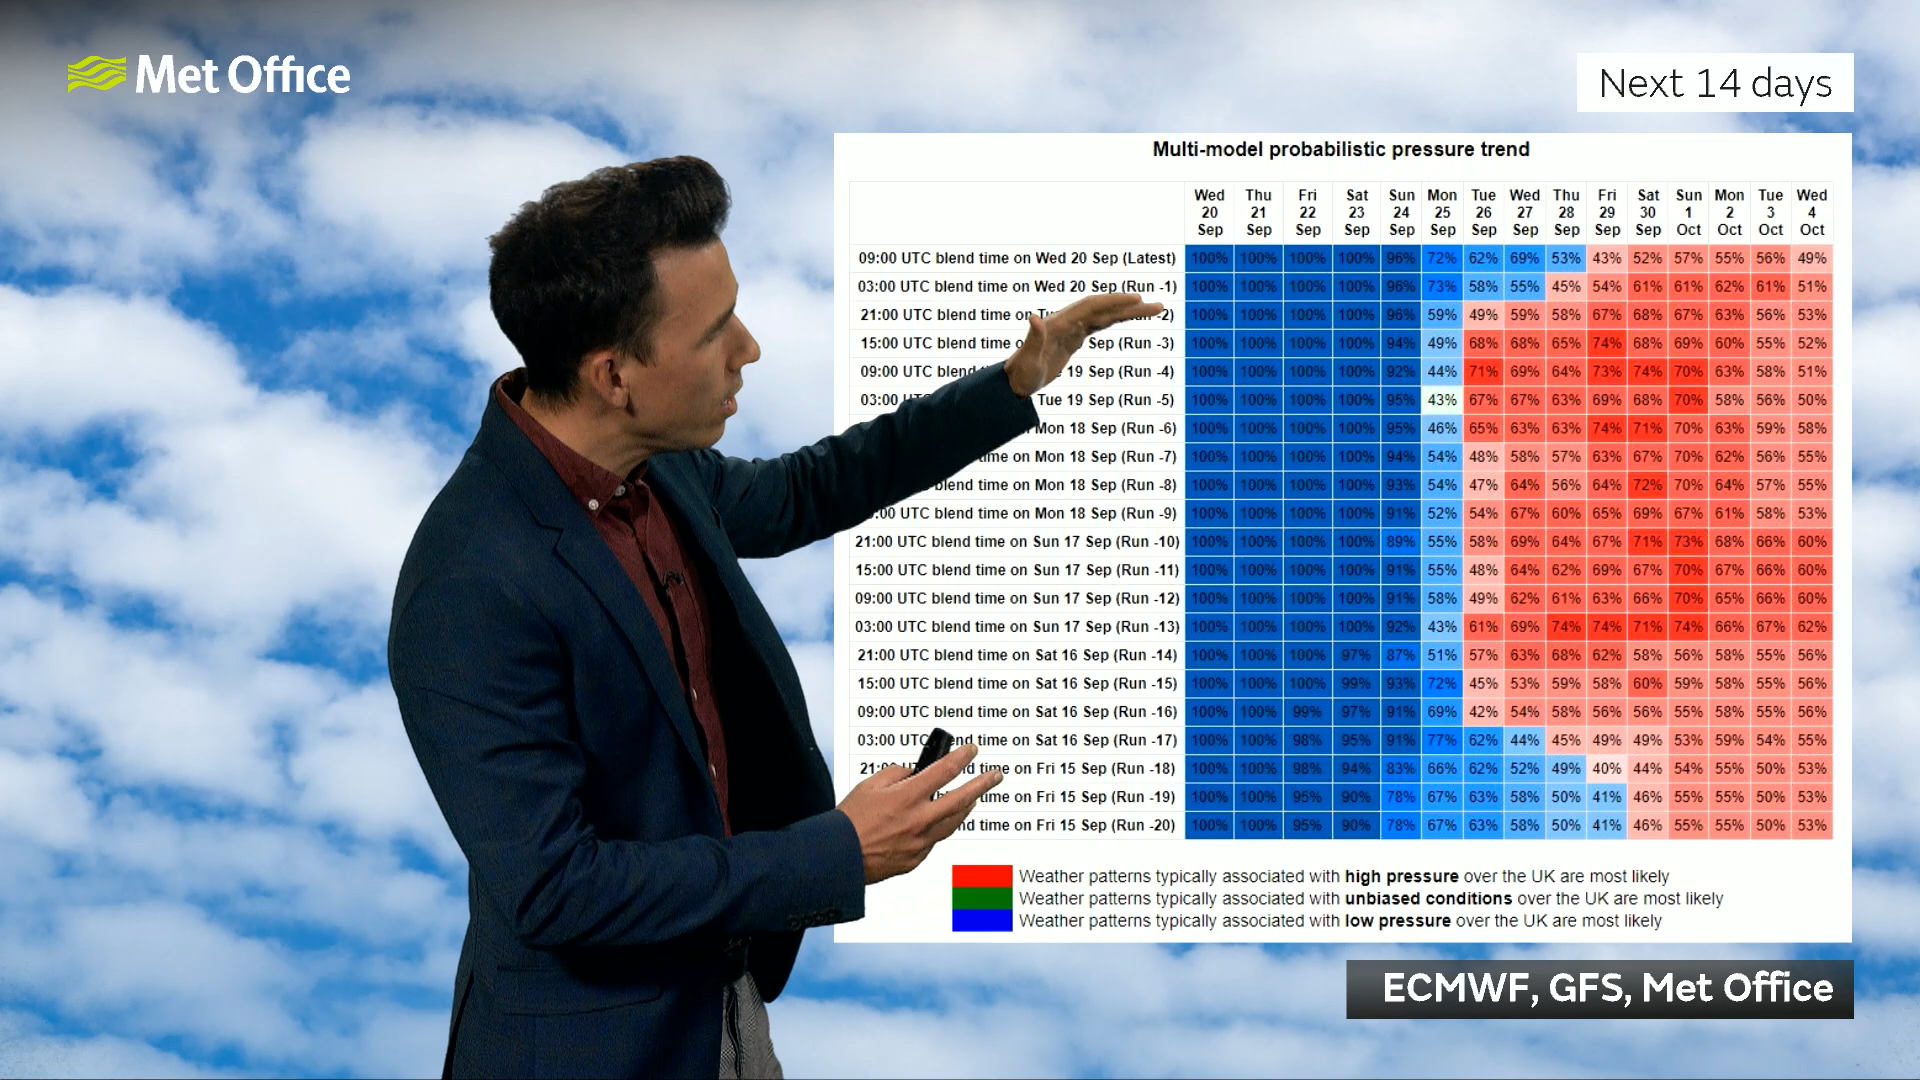 Met Office
Next 14 days
Multi-model probabilistic pressure trend
Wed 20 Sep Thu 21 Sep Fri 22 Sep Sat 23 Sep Sun 24 Sep Mon 25 Sep Tue 26 Sep Wed 27 Sep Thu 28 Sep Fri 29 Sep Sat 30 Sep Sun 1 Oct Mon 2 Oct Tue 3 Oct Wed 4 Oct
09:00 UTC blend time on Wed 20 Sep (Latest) 100% 100% 100% 100% 96% 72% 62% 69% 53% 43% 52% 57% 55% 56% 49%
03:00 UTC blend time on Wed 20 Sep (Run -1) 100% 100% 100% 100% 96% 73% 58% 55% 45% 54% 61% 61% 62% 61% 51%
21:00 UTC blend time on -2) 100% 100% 100% 100% 96% 59% 49% 59% 58% 67% 68% 67% 63% 56% 53%
15:00 UTC blend time Sep (Run -3) 100% 100% 100% 100% 94% 49% 68% 68% 65% 74% 68% 69% 60% 55% 52%
09:00 UTC blend 19 Sep (Run -4) 100% 100% 100% 100% 92% 44% 71% 69% 64% 73% 74% 70% 63% 58% 51%
03:00 Tue 19 Sep (Run -5) 100% 100% 100% 100% 95% 43% 67% 67% 63% 69% 68% 70% 58% 56% 50%
Mon 18 Sep (Run -6) 100% 100% 100% 100% 95% 46% 65% 63% 63% 74% 71% 70% 63% 59% 58%
on Mon 18 Sep (Run -7) 100% 100% 100% 100% 94% 54% 48% 58% 57% 63% 67% 70% 62% 56% 55%
blend time on Mon 18 Sep (Run -8) 100% 100% 100% 100% 93% 54% 47% 64% 56% 64% 72% 70% 64% 57% 55%
:00 UTC blend time on Mon 18 Sep (Run -9) 100% 100% 100% 100% 91% 52% 54% 67% 60% 65% 69% 67% 61% 58% 53%
21:00 UTC blend time on Sun 17 Sep (Run -10) 100% 100% 100% 100% 89% 55% 58% 69% 64% 67% 71% 73% 68% 66% 60%
15:00 UTC blend time on Sun 17 Sep (Run -11) 100% 100% 100% 100% 91% 55% 48% 64% 62% 69% 67% 70% 67% 66% 60%
09:00 UTC blend time on Sun 17 Sep (Run -12) 100% 100% 100% 100% 91% 58% 49% 62% 61% 63% 66% 70% 65% 66% 60%
03:00 UTC blend time on Sun 17 Sep (Run -13) 100% 100% 100% 100% 92% 43% 61% 69% 74% 74% 71% 74% 66% 67% 62%
21:00 UTC blend time on Sat 16 Sep (Run -14) 100% 100% 100% 97% 87% 51% 57% 63% 68% 62% 58% 56% 58% 55% 56%
15:00 UTC blend time on Sat 16 Sep (Run -15) 100% 100% 100% 99% 93% 72% 45% 53% 59% 58% 60% 59% 58% 55% 56%
09:00 UTC blend time on Sat 16 Sep (Run -16) 100% 100% 99% 97% 91% 69% 42% 54% 58% 56% 56% 55% 58% 55% 56%
03:00 UTC time on Sat 16 Sep (Run -17) 100% 100% 98% 95% 91% 77% 62% 44% 45% 49% 49% 53% 59% 54% 55%
time on Fri 15 Sep (Run -18) 100% 100% 98% 94% 83% 66% 62% 52% 49% 40% 44% 54% 55% 50% 53%
time on Fri 15 Sep (Run -19) 100% 100% 95% 90% 78% 67% 63% 58% 50% 41% 46% 55% 55% 50% 53%
time on Fri 15 Sep (Run -20) 100% 100% 95% 90% 78% 67% 63% 58% 50% 41% 46% 55% 55% 50% 53%
Weather patterns typically associated with high pressure over the UK are most likely
Weather patterns typically associated with unbiased conditions over the UK are most likely
Weather patterns typically associated with low pressure over the UK are most likely
ECMWF, GFS, Met Office